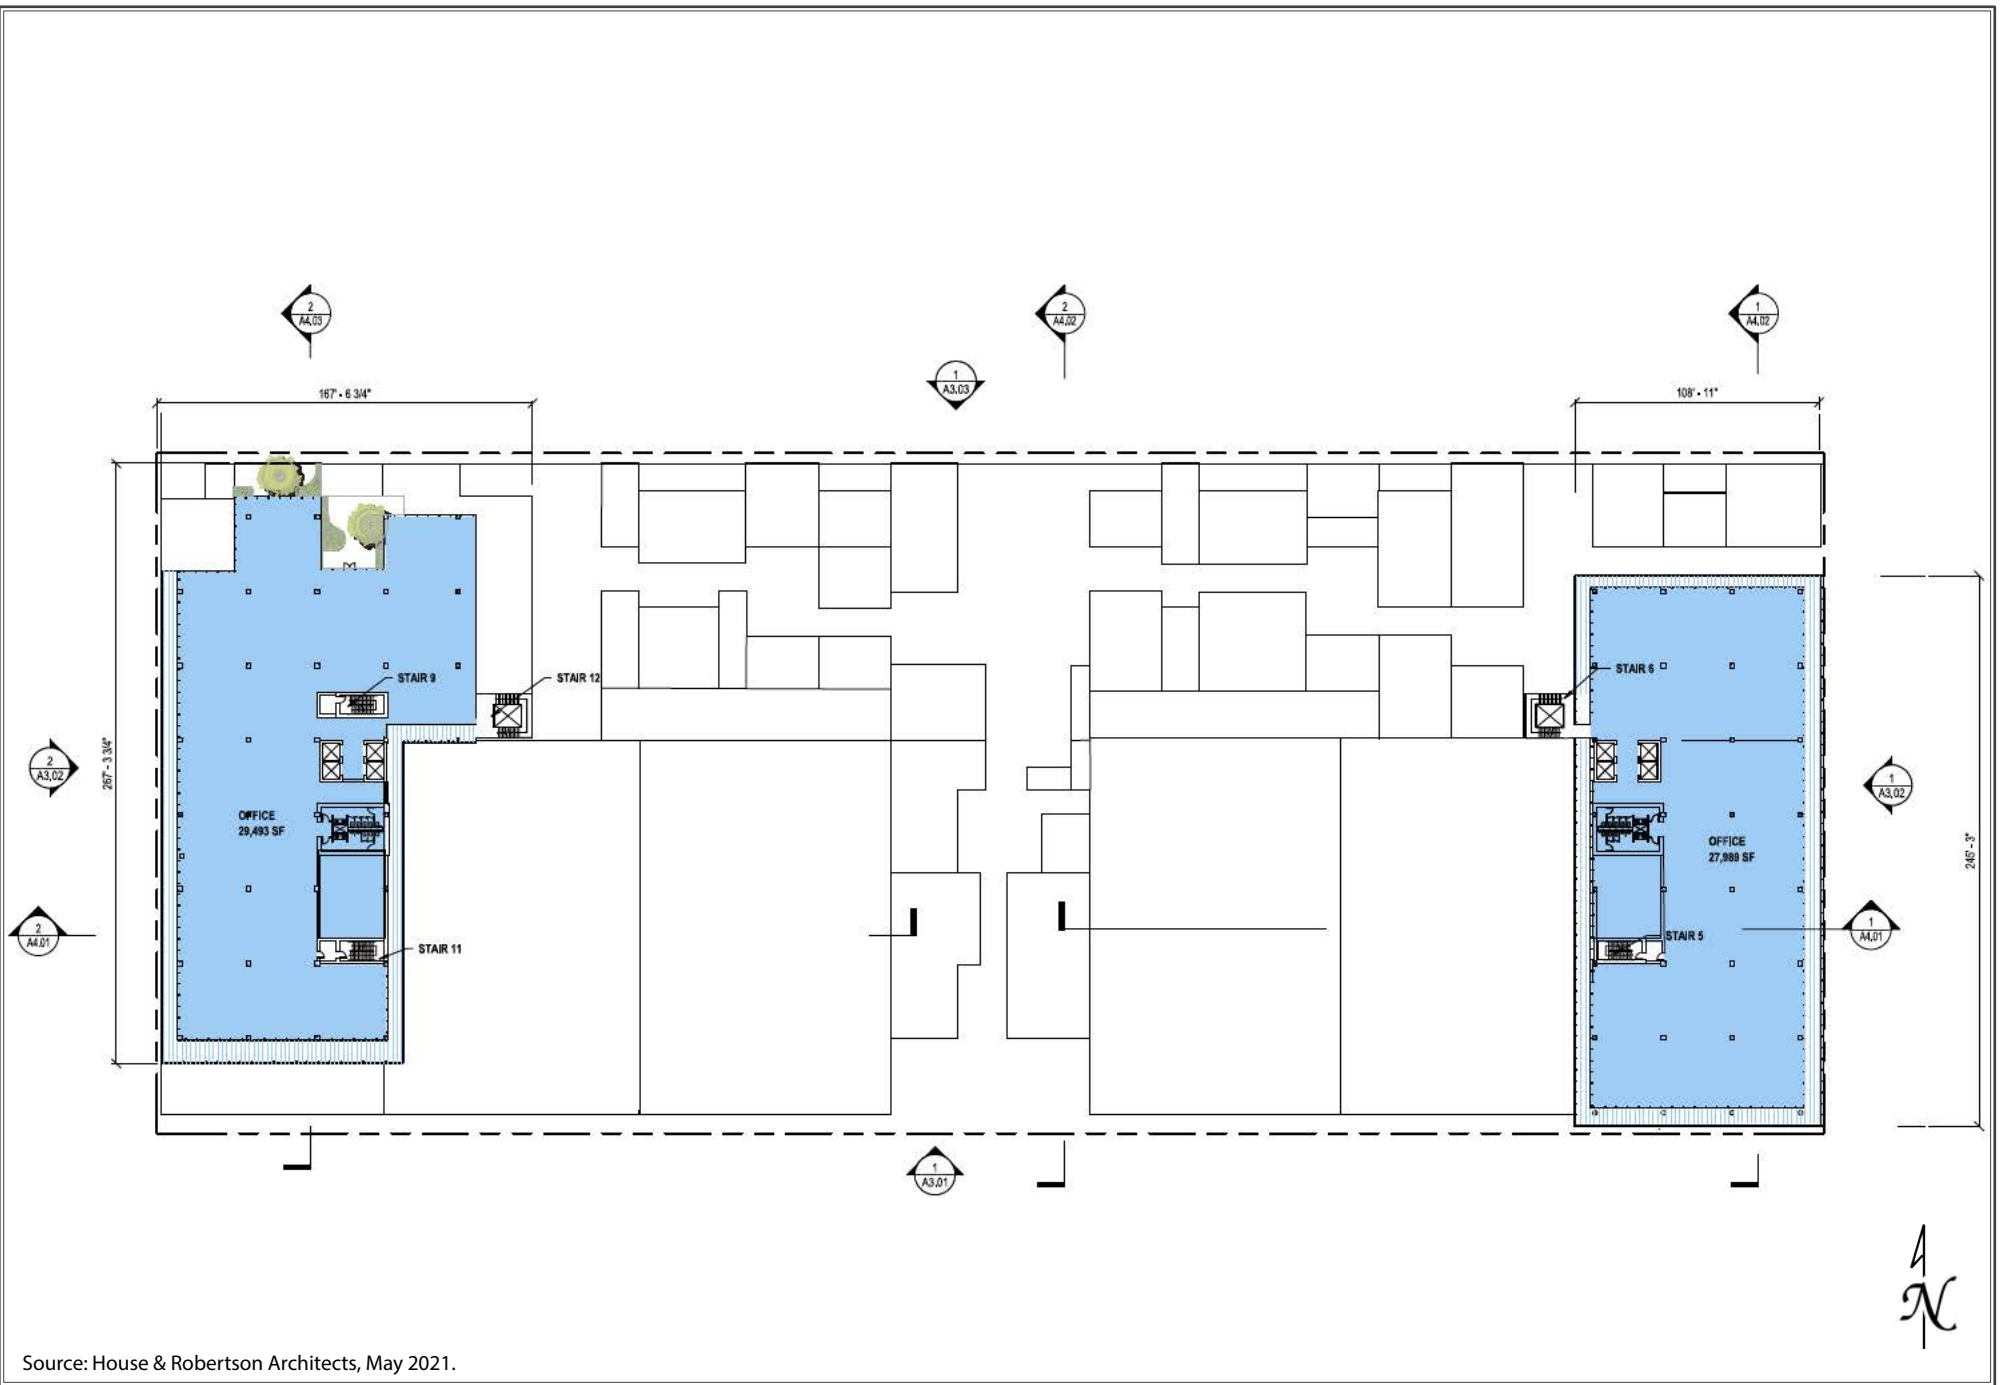 2
A4.03
2
A4.02
1
A4.02
1
A3.03
167' - 6 3/4"
108' - 11"
STAIR 9
STAIR 12
STAIR 6
267' - 3 3/4"
2
A3.02
1
A3.02
OFFICE
29,493 SF
OFFICE
27,989 SF
245' - 3"
2
A4.01
1
A4.01
STAIR 11
STAIR 5
1
A3.01
N
Source: House & Robertson Architects, May 2021.